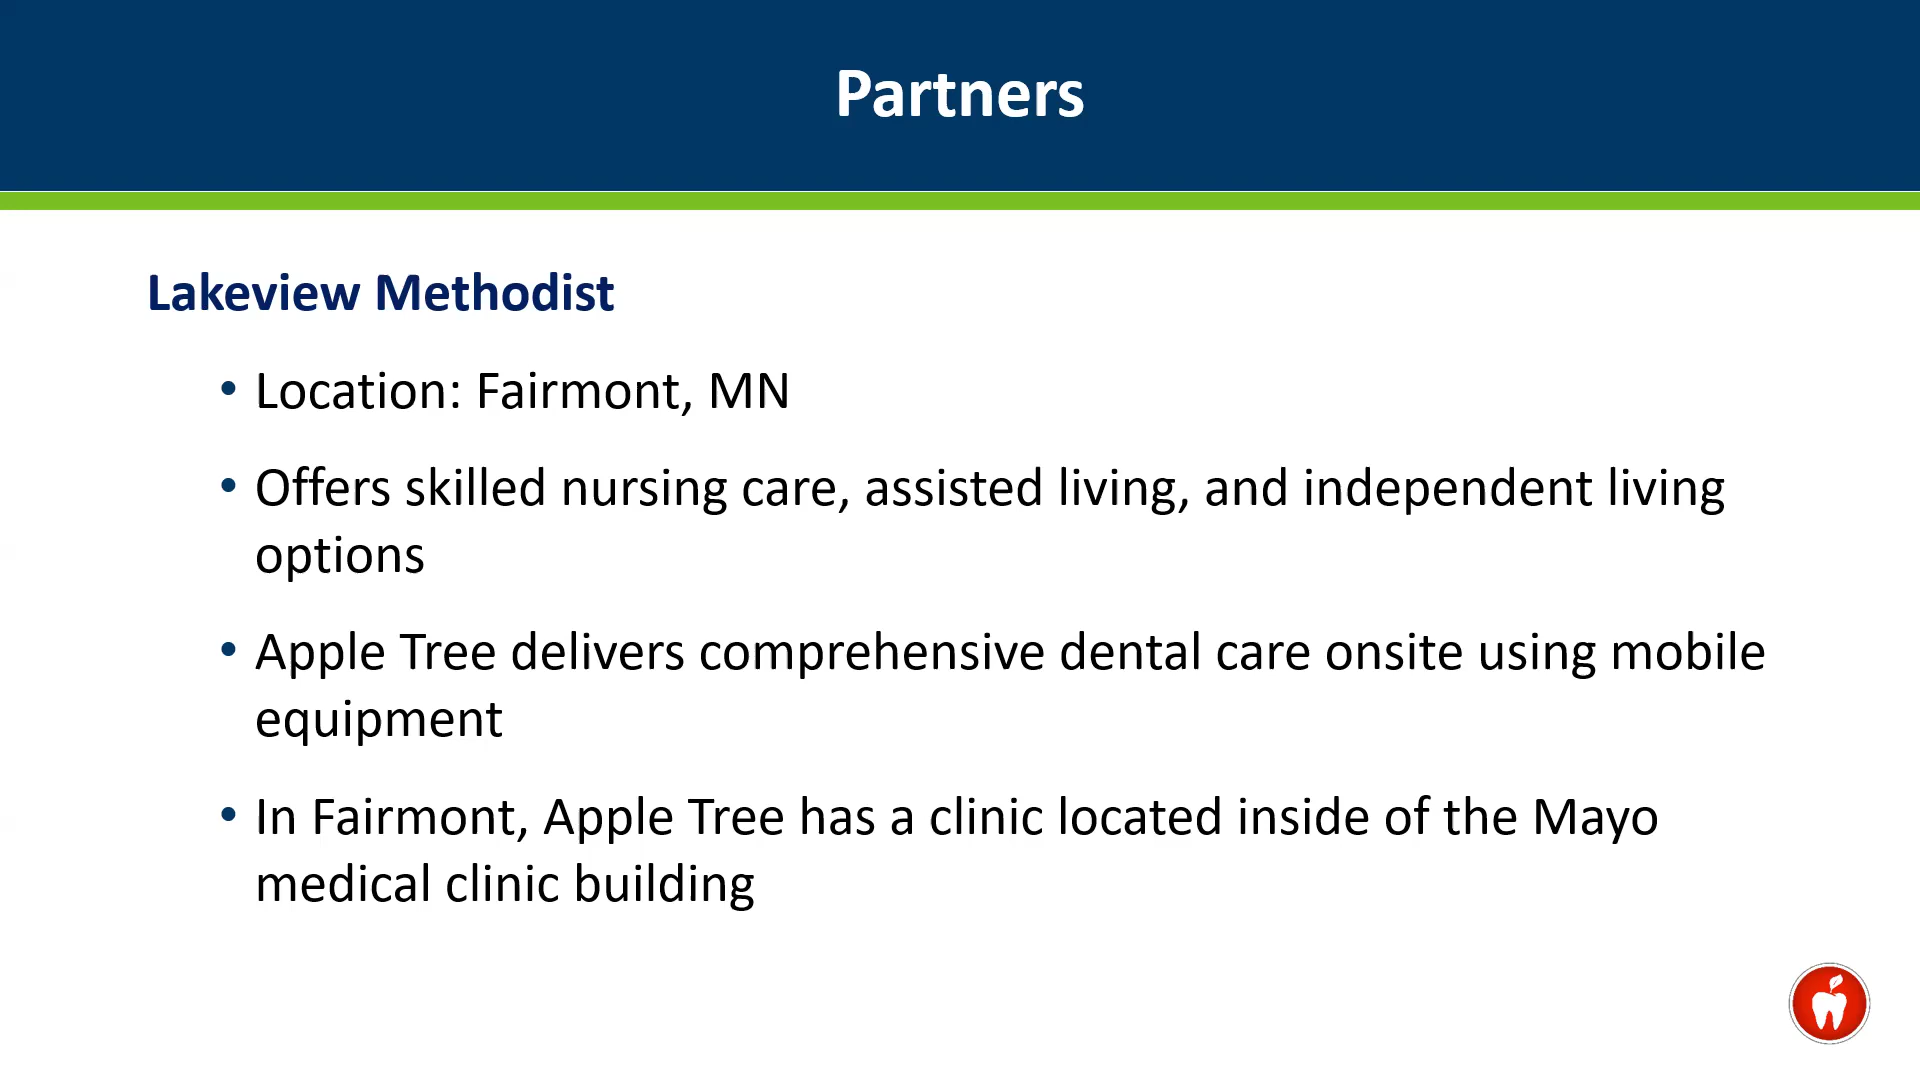 Partners
Lakeview Methodist
• Location: Fairmont, MN
• Offers skilled nursing care, assisted living, and independent living
options
• Apple Tree delivers comprehensive dental care onsite using mobile
equipment
• In Fairmont, Apple Tree has a clinic located inside of the Mayo
medical clinic building